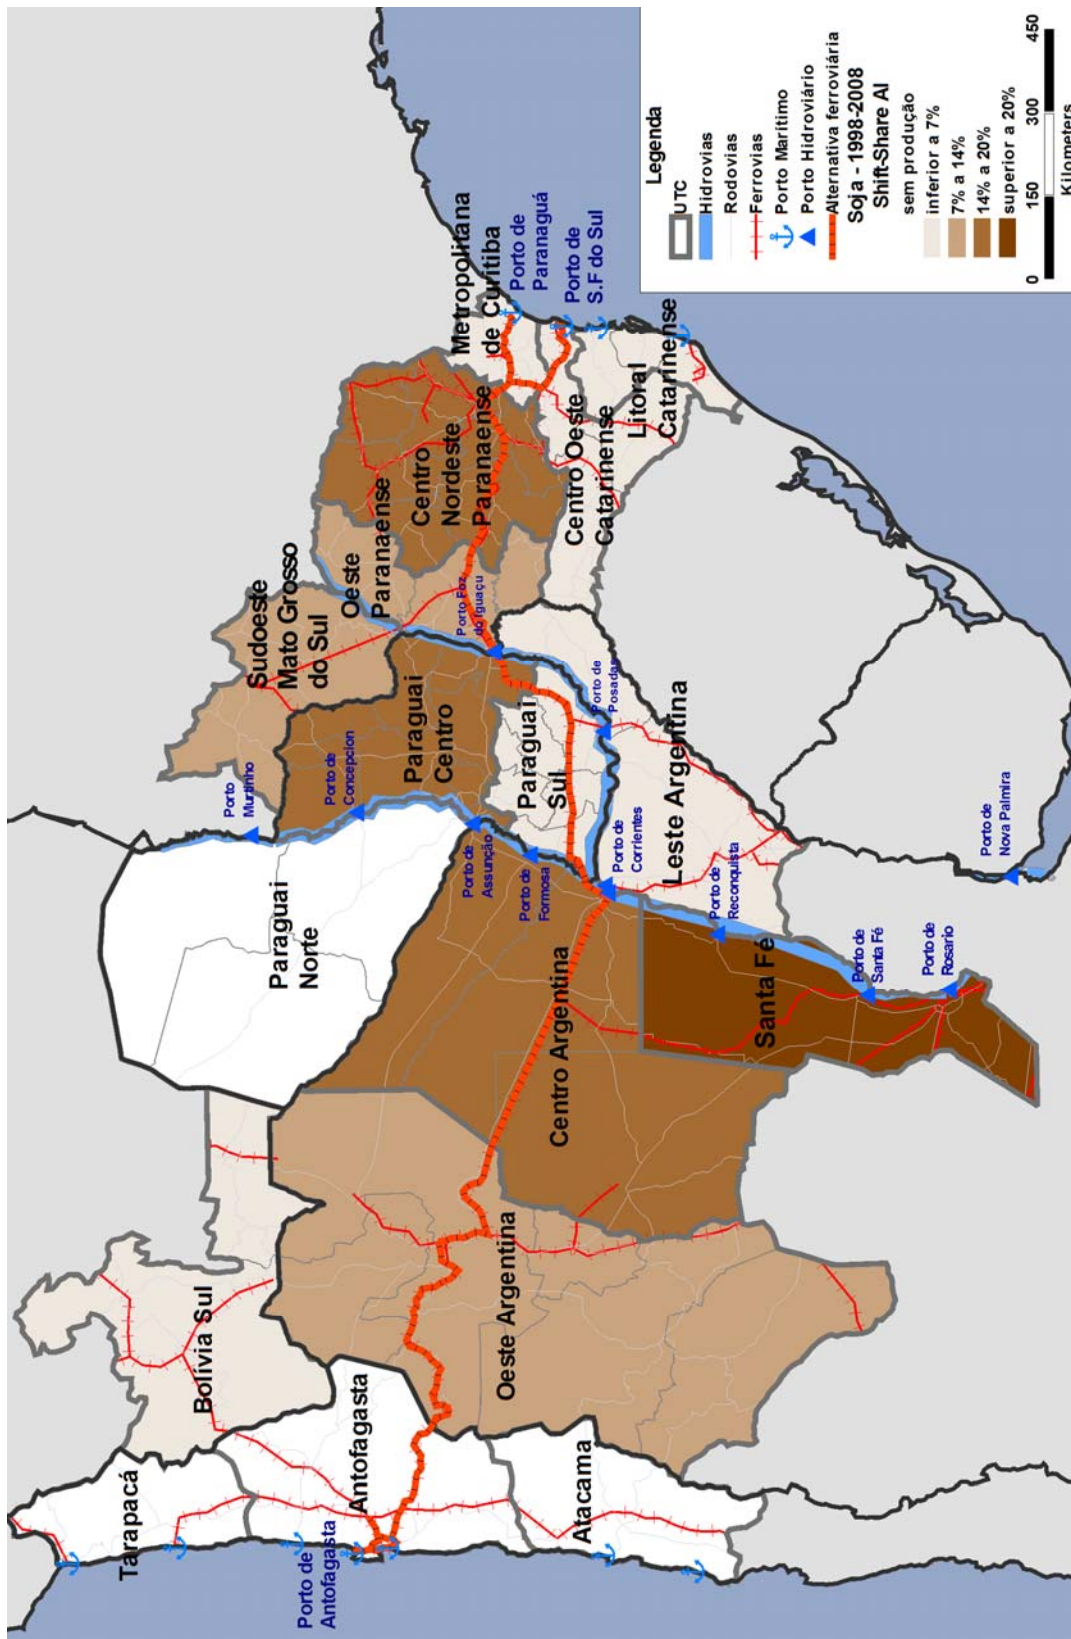 Tarapacá
Antofagasta
Atacama
Porto de
Antofagasta
Bolívia Sul
Oeste Argentina
Centro Argentina
Santa Fé
Paraguai
Norte
Paraguai
Centro
Paraguai
Sul
Leste Argentina
Sudoeste
Mato Grosso
do Sul
Oeste
Paranaense
Centro
Nordeste
Paranaense
Metropolitana
de Curitiba
Centro Oeste
Catarinense
Litoral
Catarinense
Porto de
Paranaguá
Porto de
S.F do Sul
Porto
Murtinho
Porto de
Concepcion
Porto de
Assunção
Porto de
Formosa
Porto de
Corrientes
Porto de
Reconquista
Porto de
Santa Fé
Porto de
Rosario
Porto de
Nova Palmira
Porto de
Posadas
Porto Foz
do Iguaçu
Legenda
UTC
Hidrovias
Rodovias
Ferrovias
Porto Marítimo
Porto Hidroviário
Alternativa ferroviária
Soja - 1998-2008
Shift-Share AI
sem produção
inferior a 7%
7% a 14%
14% a 20%
superior a 20%
0 150 300 450
Kilometers